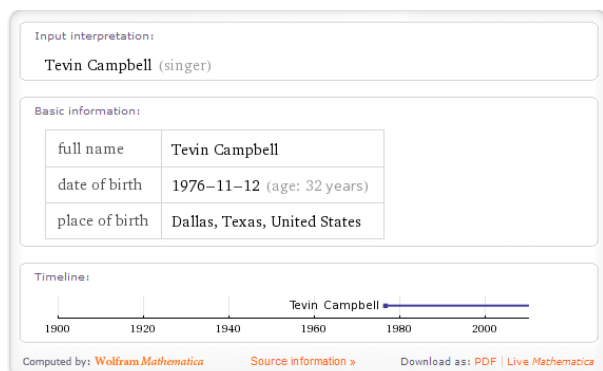 Input interpretation:
Tevin Campbell (singer)
Basic information:
full name Tevin Campbell
date of birth 1976–11–12 (age: 32 years)
place of birth Dallas, Texas, United States
Timeline:
Tevin Campbell
1900 1920 1940 1960 1980 2000
Computed by: Wolfram Mathematica Source information » Download as: PDF | Live Mathematica